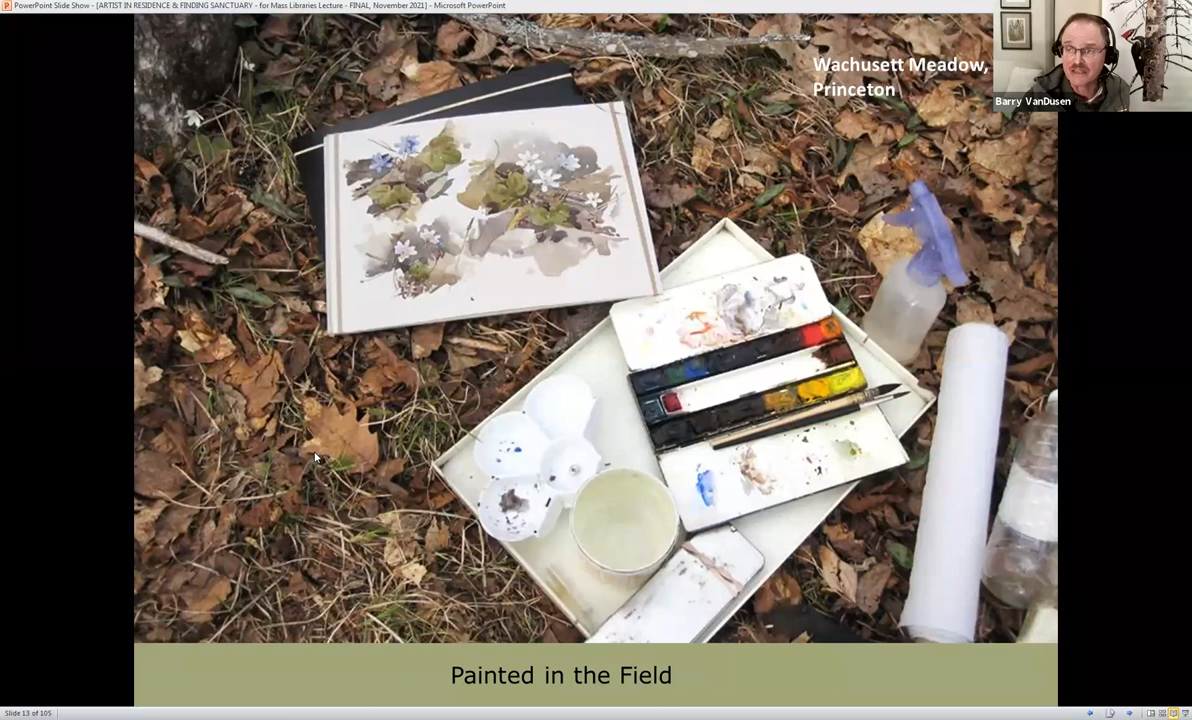 PowerPoint Slide Show - [ARTIST IN RESIDENCE & FINDING SANCTUARY - for Mass Libraries Lecture - FINAL, November 2021] - Microsoft PowerPoint
Wachusett Meadow,
Princeton
Barry VanDusen
Painted in the Field
Slide 13 of 105